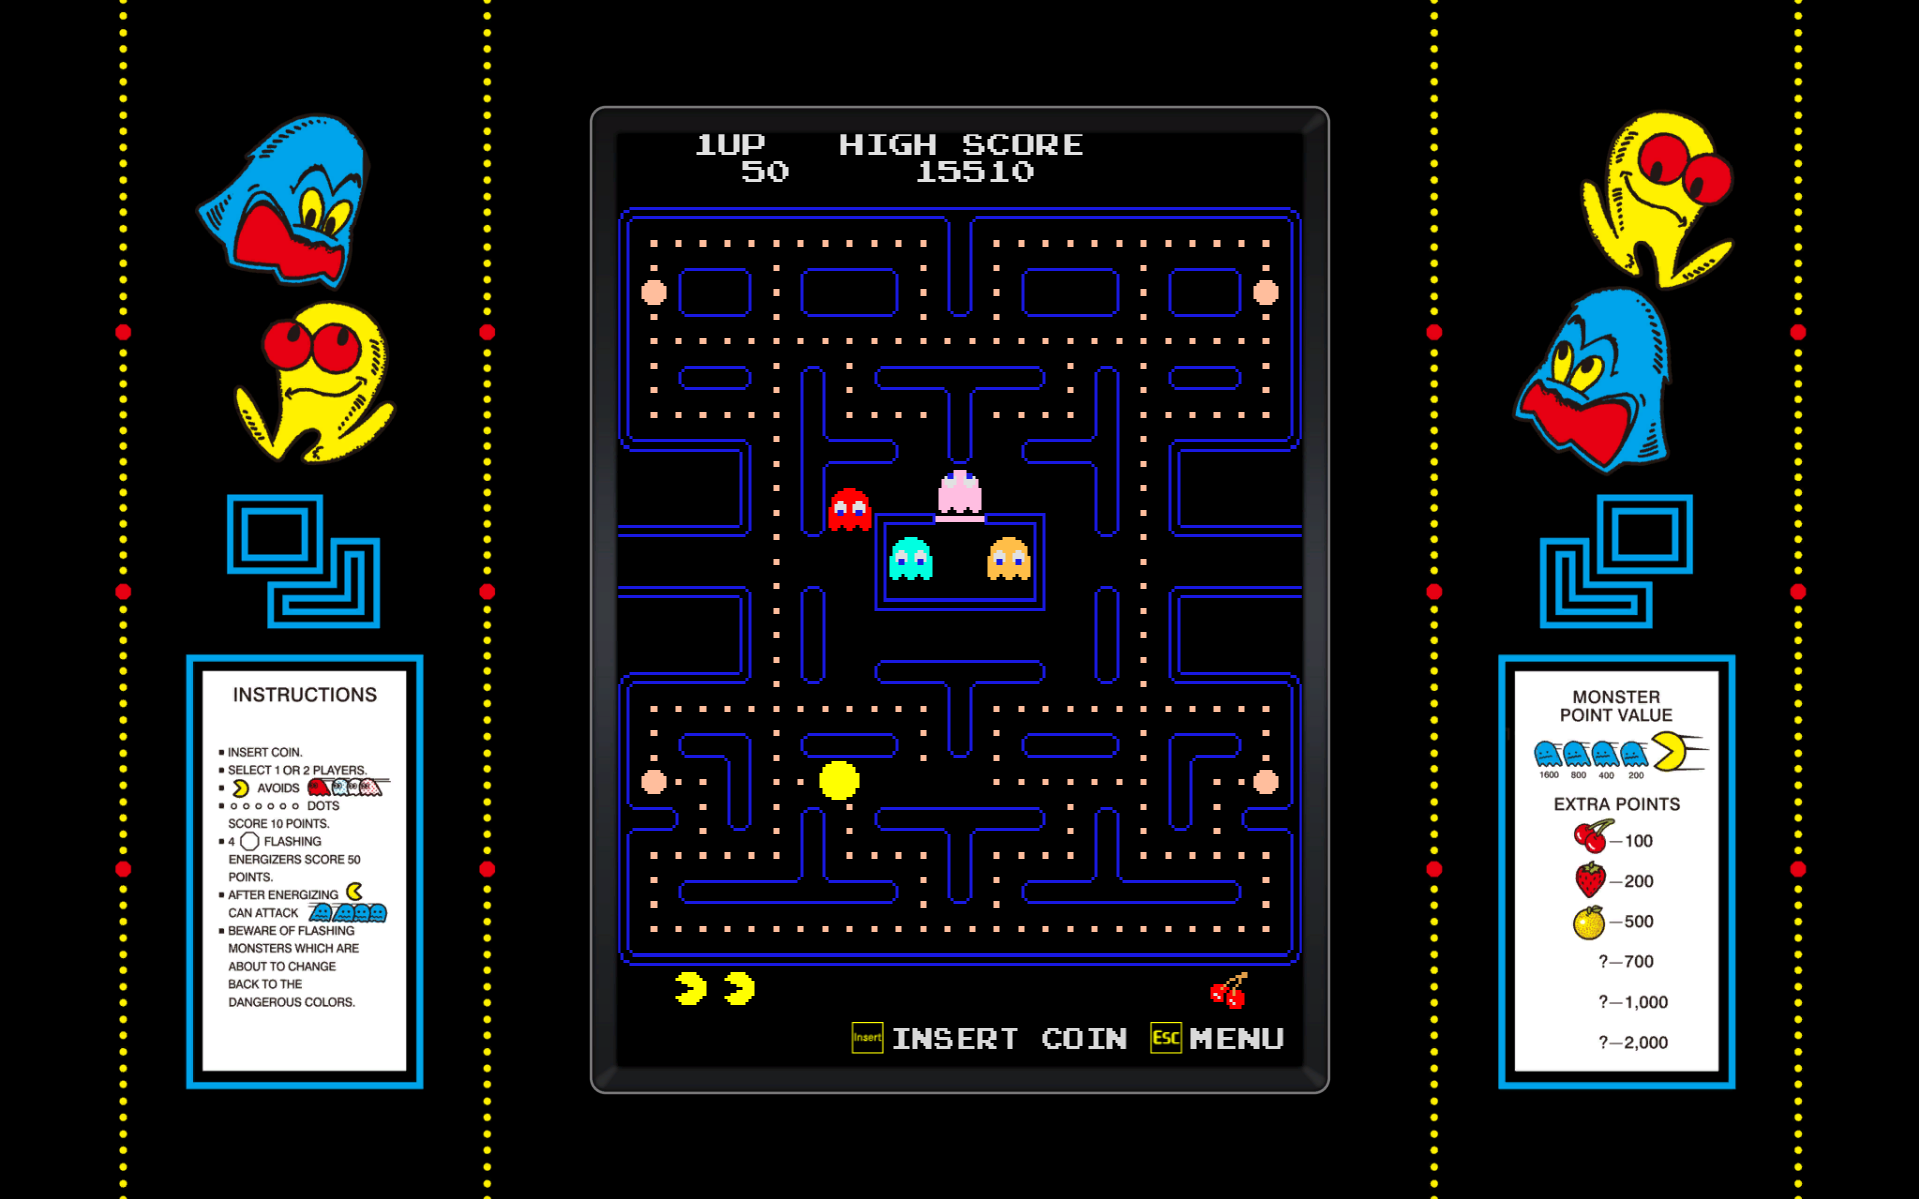 1UP HIGH SCORE
50 15510
INSTRUCTIONS
INSERT COIN.
SELECT 1 OR 2 PLAYERS.
AVOIDS
DOTS
SCORE 10 POINTS.
4 FLASHING
ENERGIZERS SCORE 50
POINTS.
AFTER ENERGIZING
CAN ATTACK
BEWARE OF FLASHING
MONSTERS WHICH ARE
ABOUT TO CHANGE
BACK TO THE
DANGEROUS COLORS.
Insert INSERT COIN ESC MENU
MONSTER
POINT VALUE
1600 800 400 200
EXTRA POINTS
—100
—200
—500
?—700
?—1,000
?—2,000